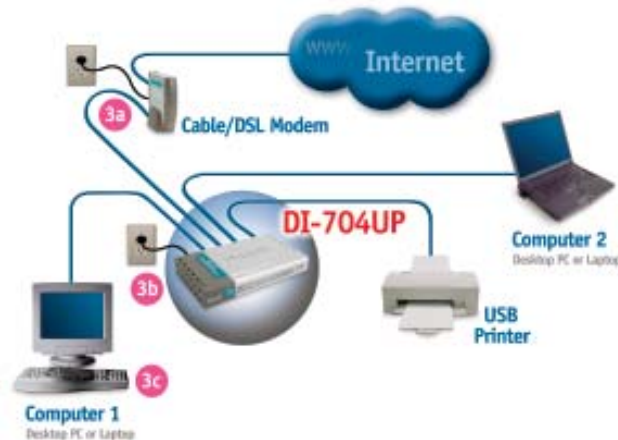 www.
Internet
3a
Cable/DSL Modem
DI-704UP
Computer 2
Desktop PC or Laptop
3b
USB
Printer
3c
Computer 1
Desktop PC or Laptop